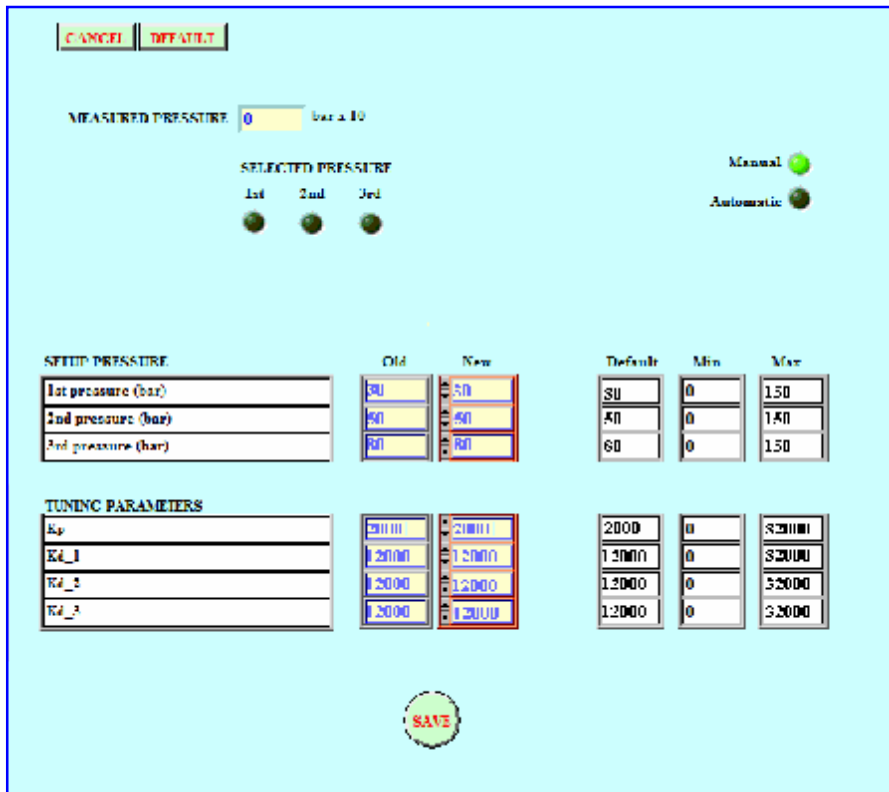 CANCEL DEFAULT
MEASURED PRESSURE 0 bar x 10
SELECTED PRESSURE
1st 2nd 3rd
Manual
Automatic
SETUP PRESSURE Old New Default Min Max
1st pressure (bar) 30 30 30 0 150
2nd pressure (bar) 50 50 50 0 150
3rd pressure (bar) 80 80 60 0 150
TUNING PARAMETERS
Kp 2000 2000 2000 0 32000
Kd_1 12000 12000 12000 0 32000
Kd_2 12000 12000 12000 0 32000
Kd_3 12000 12000 12000 0 32000
SAVE